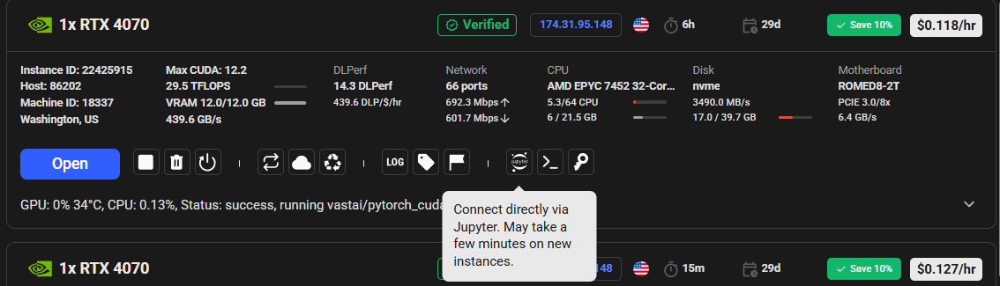 1x RTX 4070 Verified 174.31.95.148 6h 29d Save 10% $0.118/hr
Instance ID: 22425915 Max CUDA: 12.2 DLPerf Network CPU Disk Motherboard
Host: 86202 29.5 TFLOPS 14.3 DLPerf 66 ports AMD EPYC 7452 32-Cor... nvme ROMED8-2T
Machine ID: 18337 VRAM 12.0/12.0 GB 439.6 DLP/$/hr 692.3 Mbps 5.3/64 CPU 3490.0 MB/s PCIE 3.0/8x
Washington, US 439.6 GB/s 601.7 Mbps 6 / 21.5 GB 17.0 / 39.7 GB 6.4 GB/s
Open LOG jupyter
GPU: 0% 34°C, CPU: 0.13%, Status: success, running vastai/pytorch_cuda
Connect directly via
Jupyter. May take a
few minutes on new
instances.
1x RTX 4070 148 15m 29d Save 10% $0.127/hr